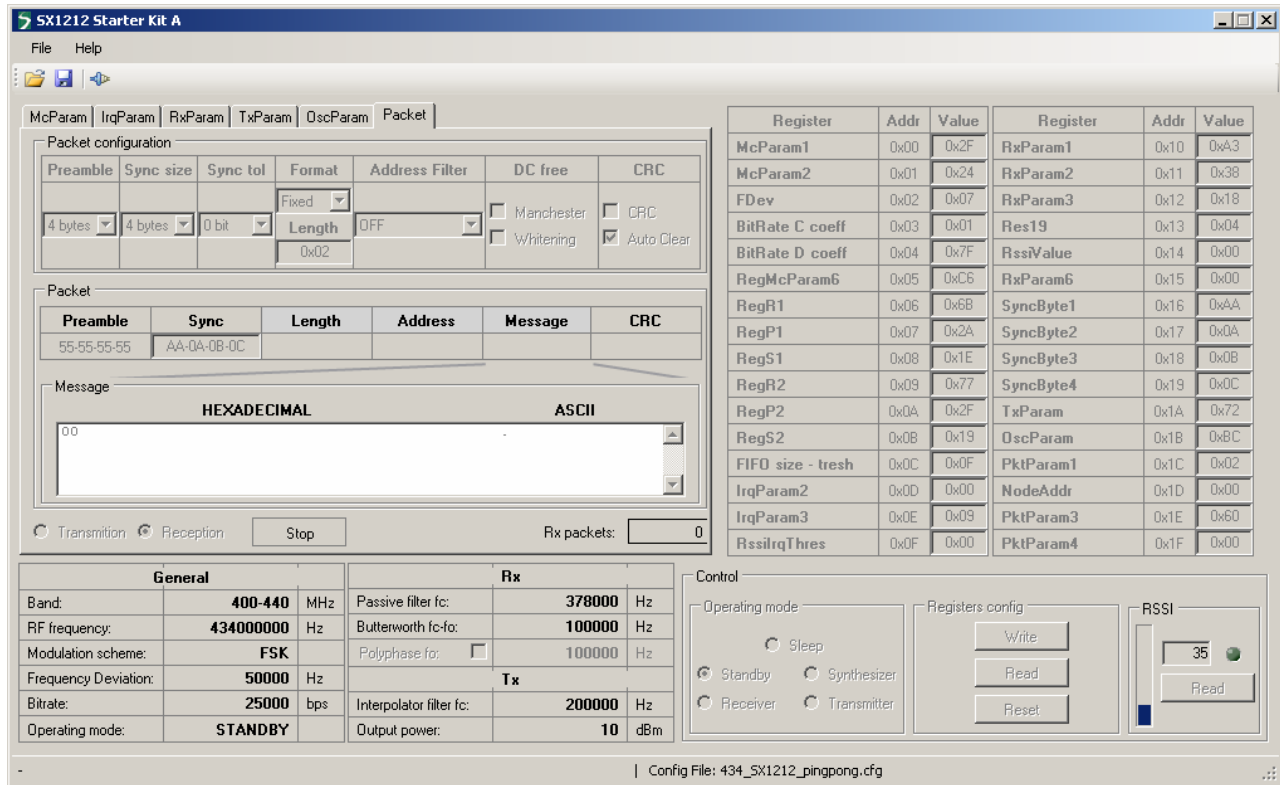 SX1212 Starter Kit A
File Help
McParam IrqParam RxParam TxParam OscParam Packet
Packet configuration
Preamble Sync size Sync tol Format Address Filter DC free CRC
4 bytes 4 bytes 0 bit Fixed OFF Manchester CRC
Length Whitening Auto Clear
0x02
Packet
Preamble Sync Length Address Message CRC
55-55-55-55 AA-0A-0B-0C
Message
HEXADECIMAL ASCII
00 .
Transmition Reception Stop Rx packets: 0
Register Addr Value Register Addr Value
McParam1 0x00 0x2F RxParam1 0x10 0xA3
McParam2 0x01 0x24 RxParam2 0x11 0x38
FDev 0x02 0x07 RxParam3 0x12 0x18
BitRate C coeff 0x03 0x01 Res19 0x13 0x04
BitRate D coeff 0x04 0x7F RssiValue 0x14 0x00
RegMcParam6 0x05 0xC6 RxParam6 0x15 0x00
RegR1 0x06 0x6B SyncByte1 0x16 0xAA
RegP1 0x07 0x2A SyncByte2 0x17 0x0A
RegS1 0x08 0x1E SyncByte3 0x18 0x0B
RegR2 0x09 0x77 SyncByte4 0x19 0x0C
RegP2 0x0A 0x2F TxParam 0x1A 0x72
RegS2 0x0B 0x19 OscParam 0x1B 0xBC
FIFO size - tresh 0x0C 0x0F PktParam1 0x1C 0x02
IrqParam2 0x0D 0x00 NodeAddr 0x1D 0x00
IrqParam3 0x0E 0x09 PktParam3 0x1E 0x60
RssiIrqThres 0x0F 0x00 PktParam4 0x1F 0x00
General
Band: 400-440 MHz
RF frequency: 434000000 Hz
Modulation scheme: FSK
Frequency Deviation: 50000 Hz
Bitrate: 25000 bps
Operating mode: STANDBY
Rx
Passive filter fc: 378000 Hz
Butterworth fc-fo: 100000 Hz
Polyphase fo: 100000 Hz
Tx
Interpolator filter fc: 200000 Hz
Output power: 10 dBm
Control
Operating mode
Sleep
Standby Synthesizer
Receiver Transmitter
Registers config
Write
Read
Reset
RSSI
35
Read
- Config File: 434_SX1212_pingpong.cfg